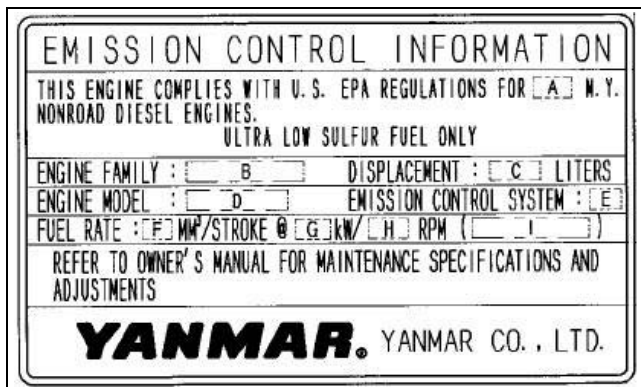 EMISSION CONTROL INFORMATION
THIS ENGINE COMPLIES WITH U.S. EPA REGULATIONS FOR A M.Y.
NONROAD DIESEL ENGINES.
ULTRA LOW SULFUR FUEL ONLY
ENGINE FAMILY : B DISPLACEMENT : C LITERS
ENGINE MODEL : D EMISSION CONTROL SYSTEM : E
FUEL RATE : F MM³/STROKE @ G kW/ H RPM ( I )
REFER TO OWNER'S MANUAL FOR MAINTENANCE SPECIFICATIONS AND
ADJUSTMENTS
YANMAR® YANMAR CO., LTD.